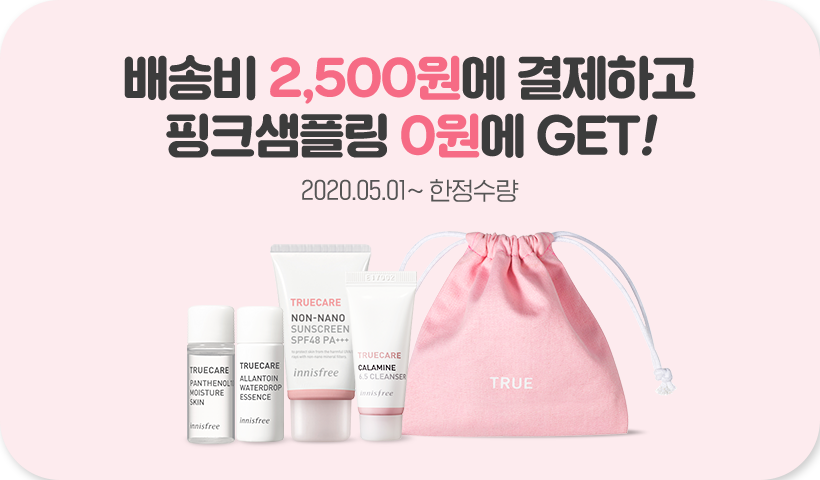 배송비 2,500원에 결제하고
핑크샘플링 0원에 GET!
2020.05.01~ 한정수량
TRUECARE
PANTHENOL
MOISTURE
SKIN
innisfree
TRUECARE
ALLANTOIN
WATERDROP
ESSENCE
innisfree
TRUECARE
NON-NANO
SUNSCREEN
SPF48 PA+++
innisfree
TRUECARE
CALAMINE
6.5 CLEANSER
innisfree
TRUE